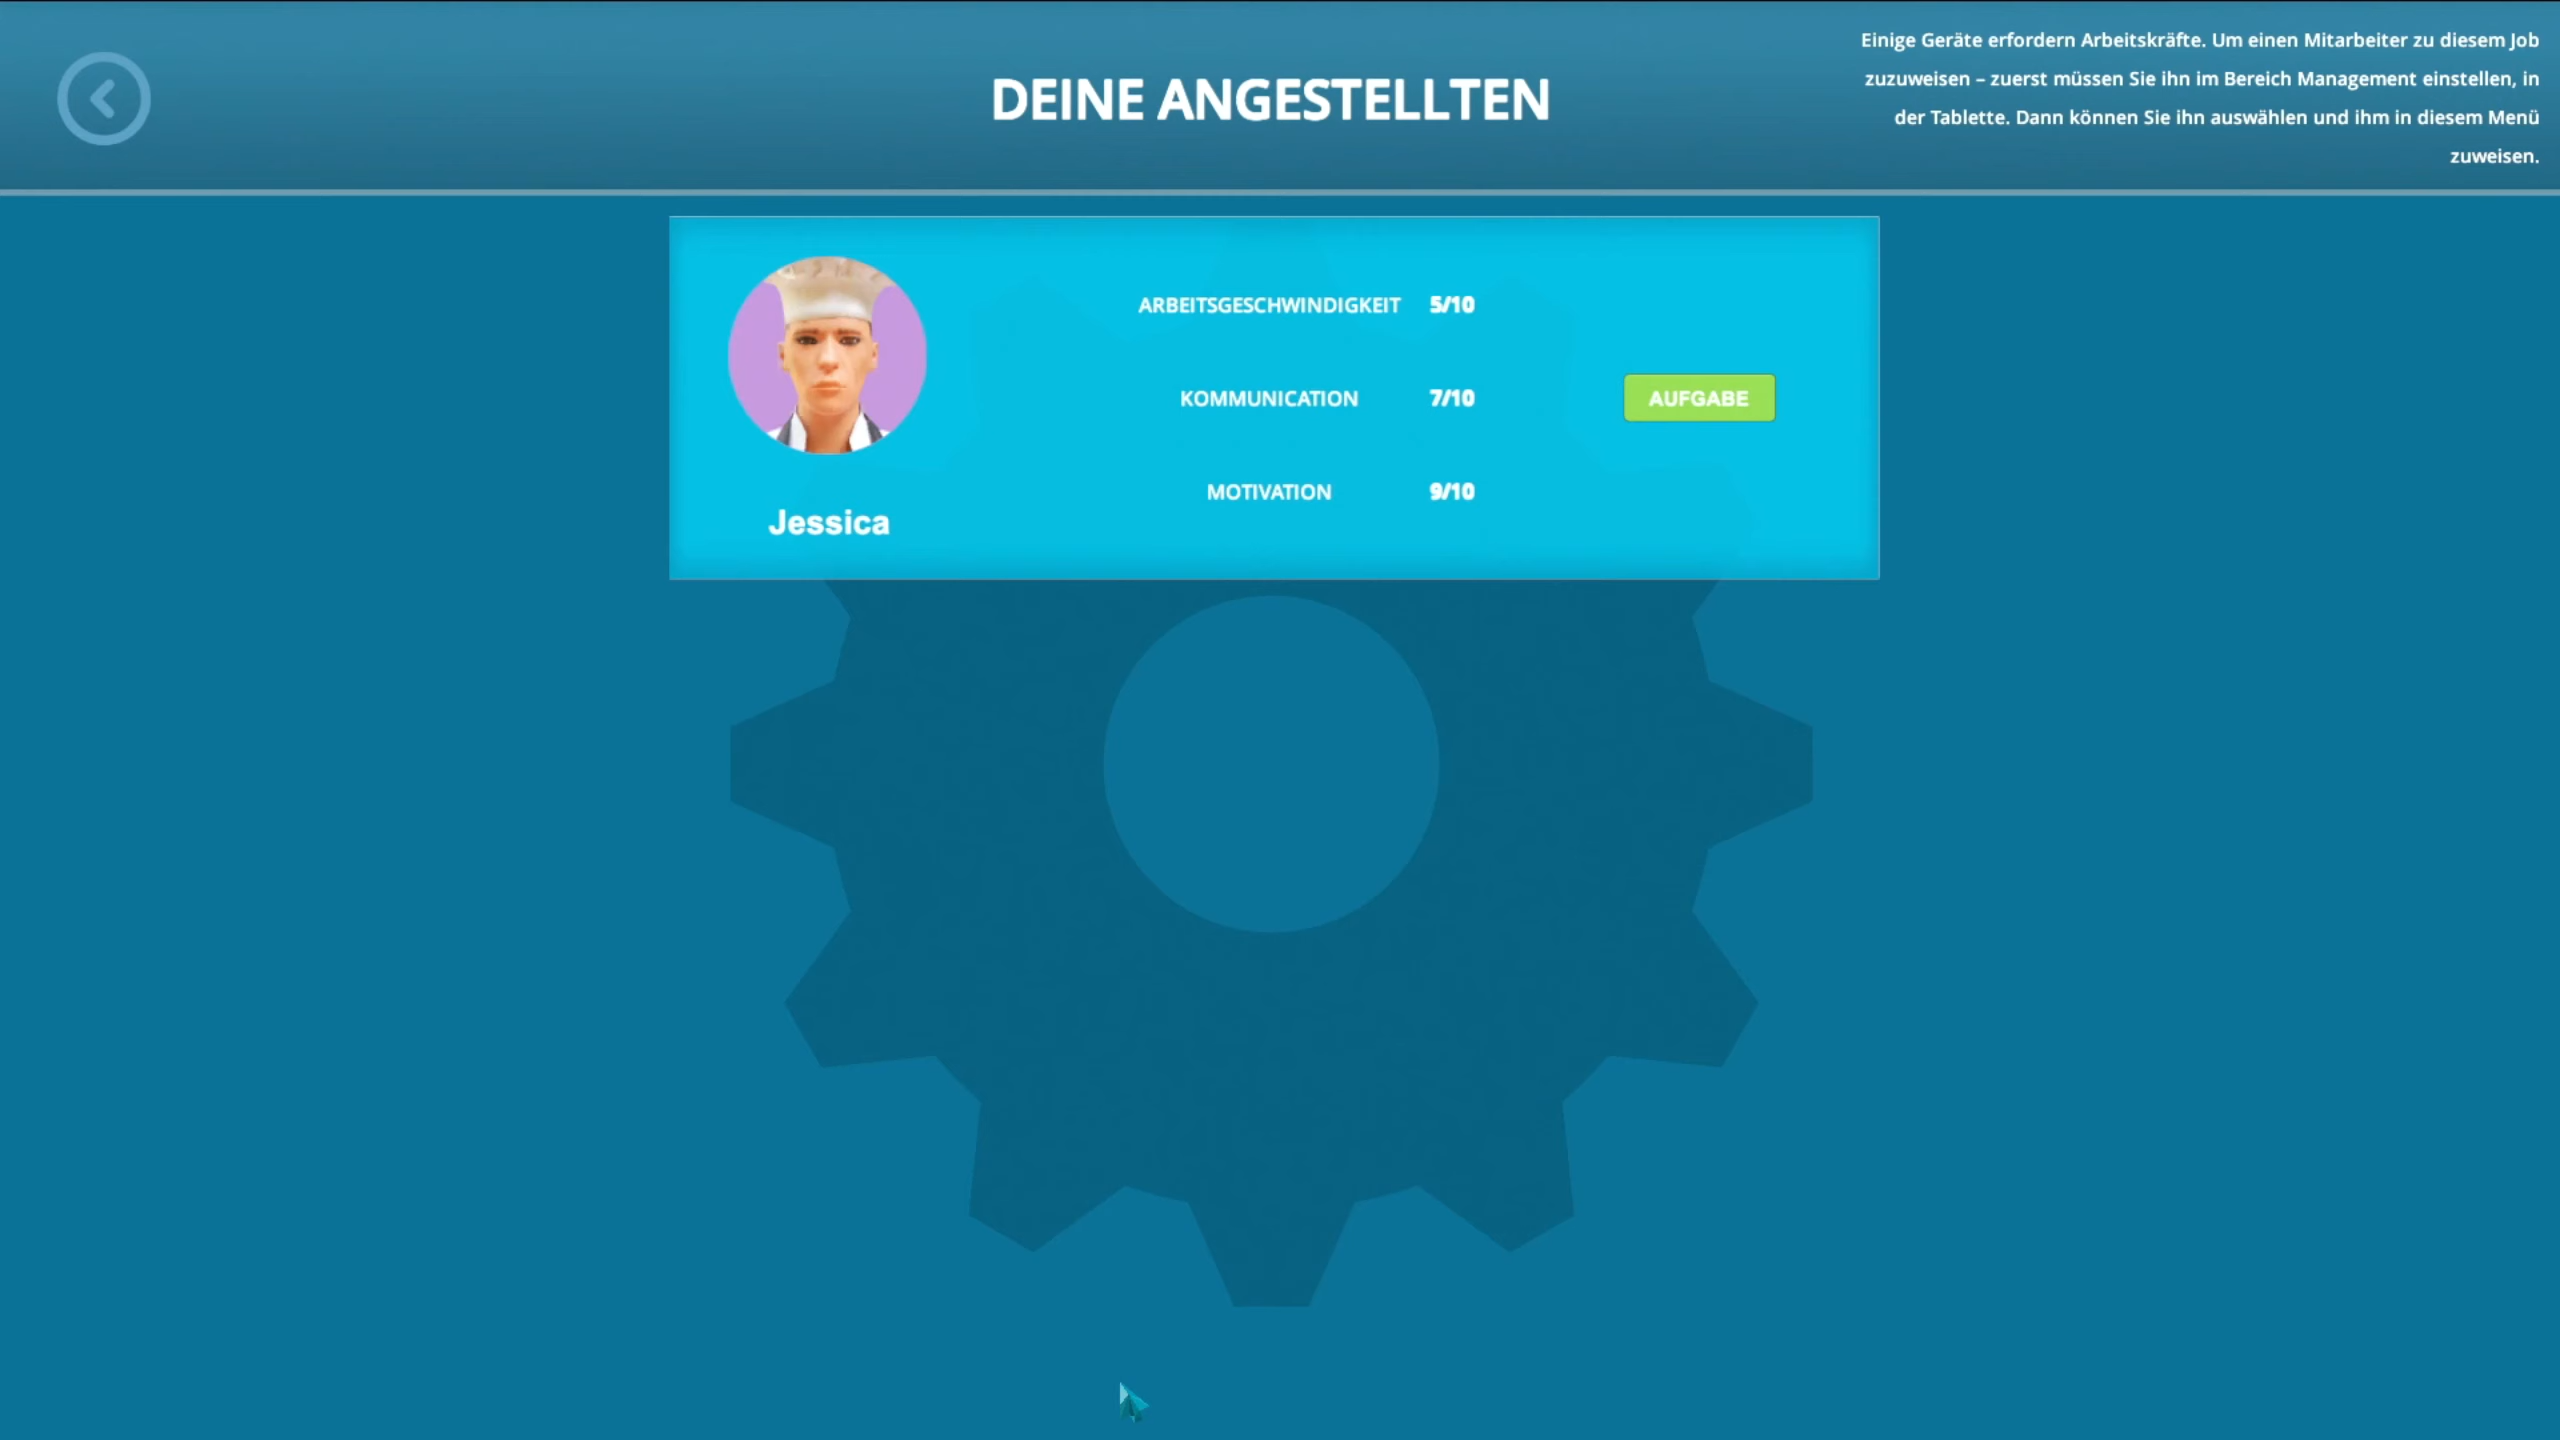 DEINE ANGESTELLTEN
Einige Geräte erfordern Arbeitskräfte. Um einen Mitarbeiter zu diesem Job
zuzuweisen – zuerst müssen Sie ihn im Bereich Management einstellen, in
der Tablette. Dann können Sie ihn auswählen und ihm in diesem Menü
zuweisen.
ARBEITSGESCHWINDIGKEIT 5/10
KOMMUNICATION 7/10
AUFGABE
MOTIVATION 9/10
Jessica